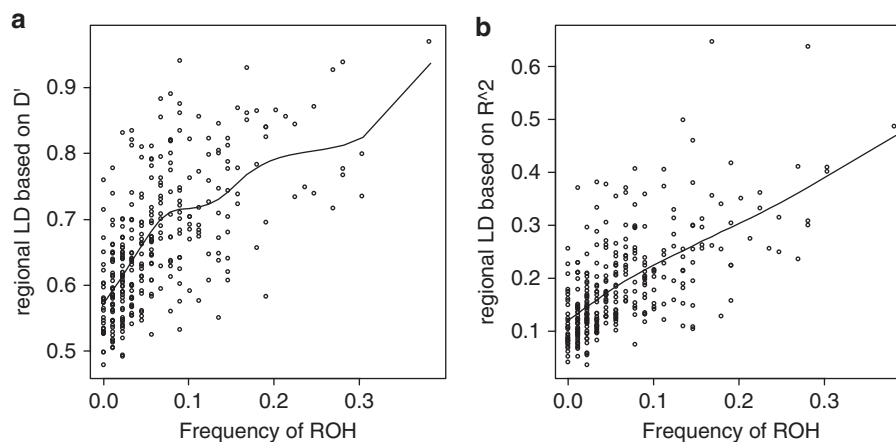 a
regional LD based on D'
0.9
0.8
0.7
0.6
0.5
0.0 0.1 0.2 0.3
Frequency of ROH
b
regional LD based on R^2
0.6
0.5
0.4
0.3
0.2
0.1
0.0 0.1 0.2 0.3
Frequency of ROH